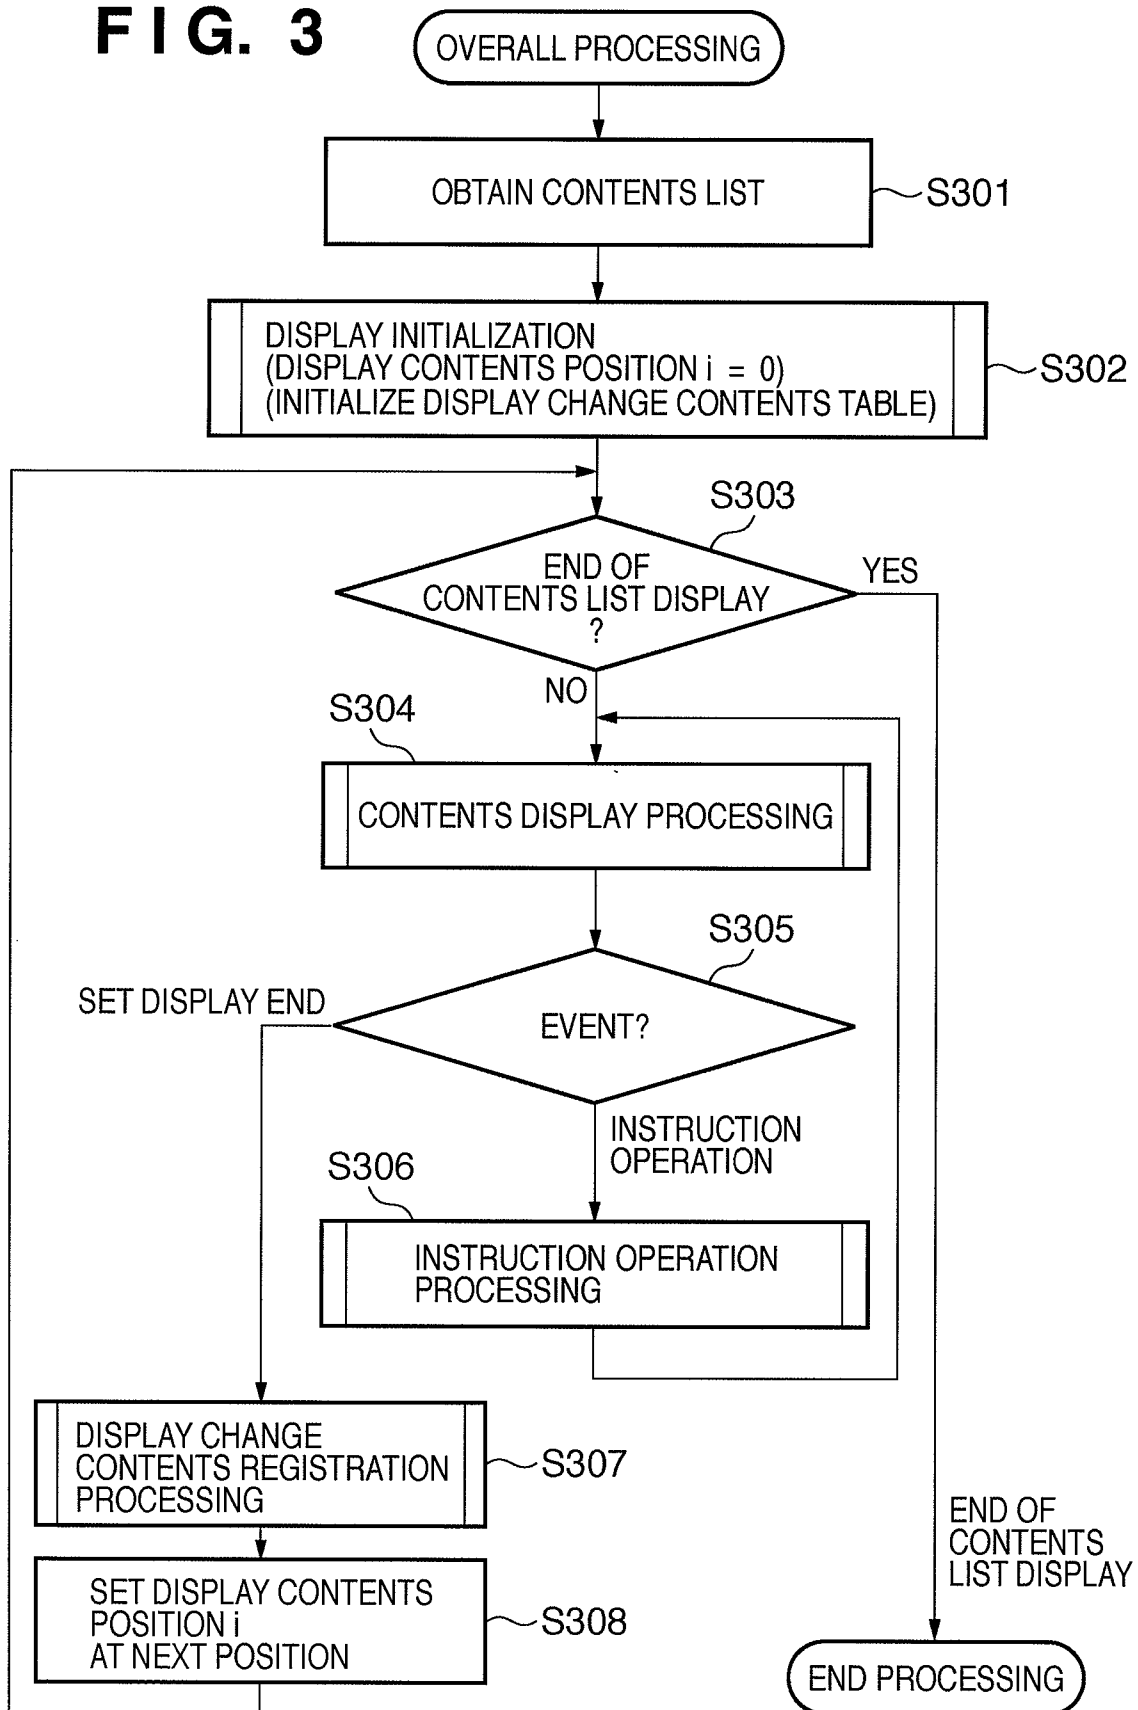 FIG. 3
OVERALL PROCESSING
OBTAIN CONTENTS LIST
S301
DISPLAY INITIALIZATION
(DISPLAY CONTENTS POSITION i = 0)
(INITIALIZE DISPLAY CHANGE CONTENTS TABLE)
S302
S303
END OF
CONTENTS LIST DISPLAY
?
YES
NO
S304
CONTENTS DISPLAY PROCESSING
S305
SET DISPLAY END
EVENT?
INSTRUCTION
OPERATION
S306
INSTRUCTION OPERATION
PROCESSING
DISPLAY CHANGE
CONTENTS REGISTRATION
PROCESSING
S307
END OF
CONTENTS
LIST DISPLAY
SET DISPLAY CONTENTS
POSITION i
AT NEXT POSITION
S308
END PROCESSING